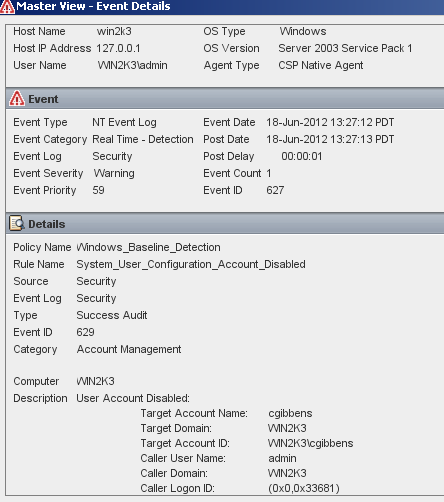 Master View - Event Details
Host Name win2k3 OS Type Windows
Host IP Address 127.0.0.1 OS Version Server 2003 Service Pack 1
User Name WIN2K3\admin Agent Type CSP Native Agent
Event
Event Type NT Event Log Event Date 18-Jun-2012 13:27:12 PDT
Event Category Real Time - Detection Post Date 18-Jun-2012 13:27:13 PDT
Event Log Security Post Delay 00:00:01
Event Severity Warning Event Count 1
Event Priority 59 Event ID 627
Details
Policy Name Windows_Baseline_Detection
Rule Name System_User_Configuration_Account_Disabled
Source Security
Event Log Security
Type Success Audit
Event ID 629
Category Account Management
Computer WIN2K3
Description User Account Disabled:
Target Account Name: cgibbens
Target Domain: WIN2K3
Target Account ID: WIN2K3\cgibbens
Caller User Name: admin
Caller Domain: WIN2K3
Caller Logon ID: (0x0,0x33681)